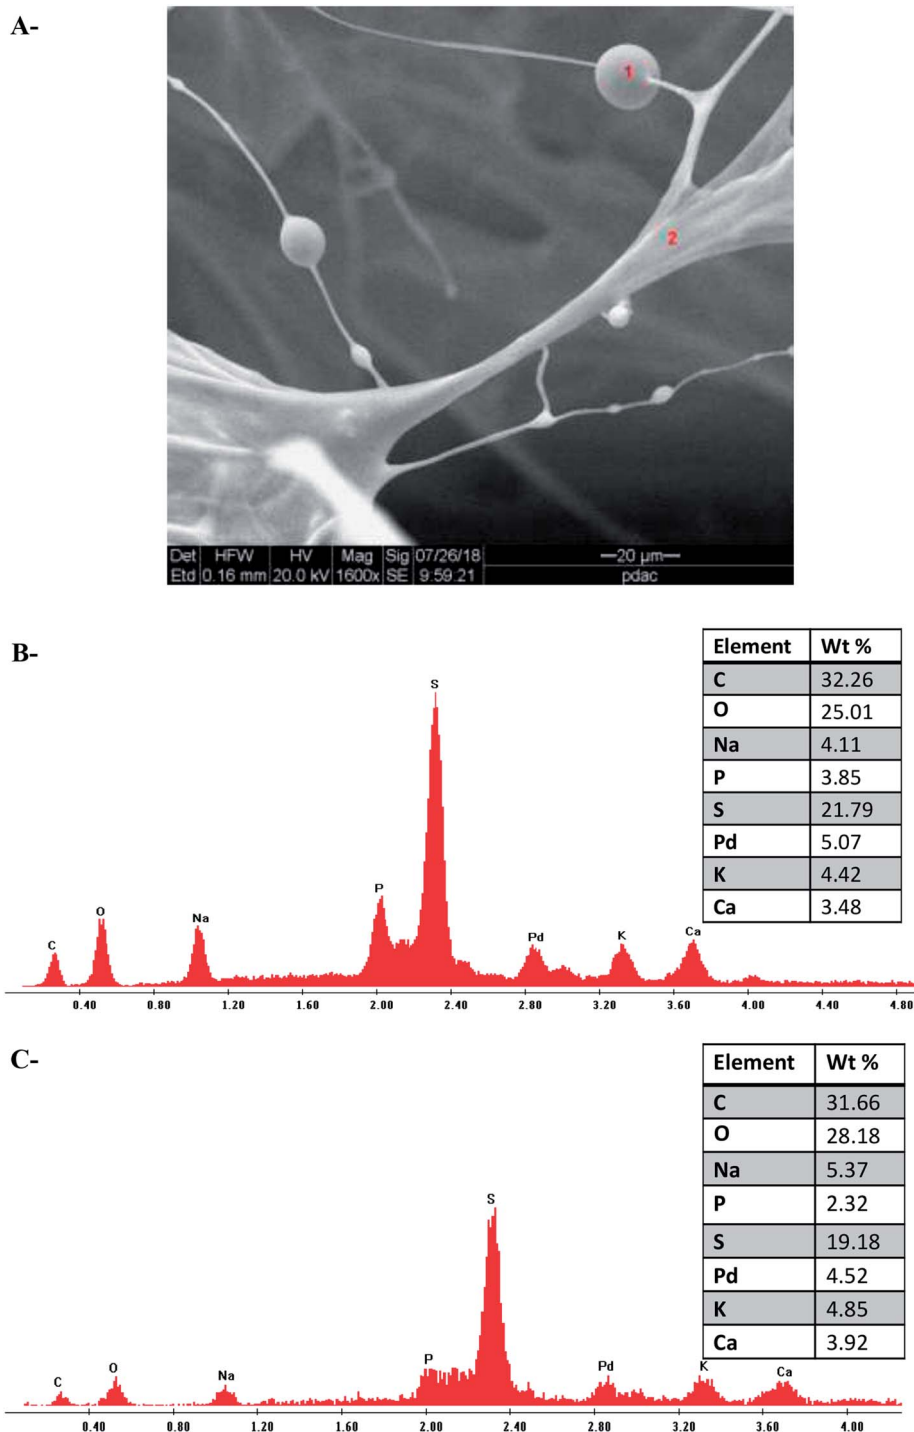 A-
1
2
Det HFW HV Mag Sig 07/26/18 20 µm
Etd 0.16 mm 20.0 kV 1600x SE 9:59:21 pdac
B-
Element Wt %
C 32.26
O 25.01
Na 4.11
P 3.85
S 21.79
Pd 5.07
K 4.42
Ca 3.48
C O Na P S Pd K Ca
0.40 0.80 1.20 1.60 2.00 2.40 2.80 3.20 3.60 4.00 4.40 4.80
C-
Element Wt %
C 31.66
O 28.18
Na 5.37
P 2.32
S 19.18
Pd 4.52
K 4.85
Ca 3.92
C O Na P S Pd K Ca
0.40 0.80 1.20 1.60 2.00 2.40 2.80 3.20 3.60 4.00